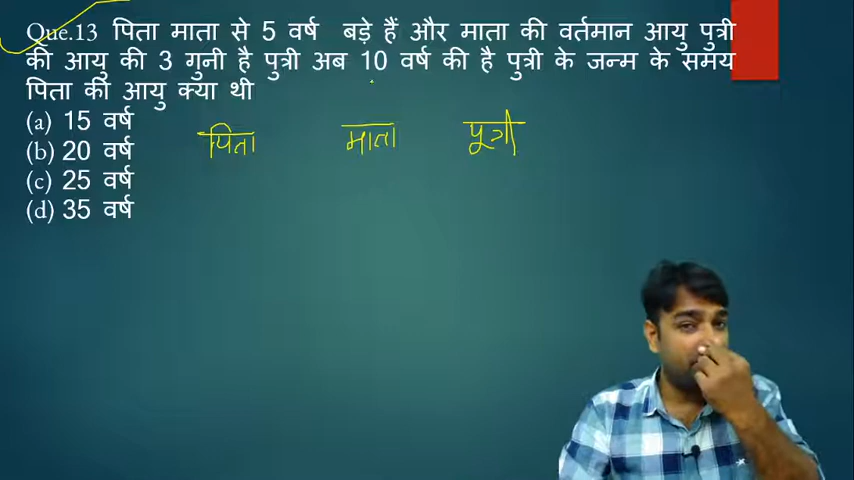 Que.13 पिता माता से 5 वर्ष बड़े हैं और माता की वर्तमान आयु पुत्री
की आयु की 3 गुनी है पुत्री अब 10 वर्ष की है पुत्री के जन्म के समय
पिता की आयु क्या थी
(a) 15 वर्ष
(b) 20 वर्ष
(c) 25 वर्ष
(d) 35 वर्ष
पिता माता पुत्री